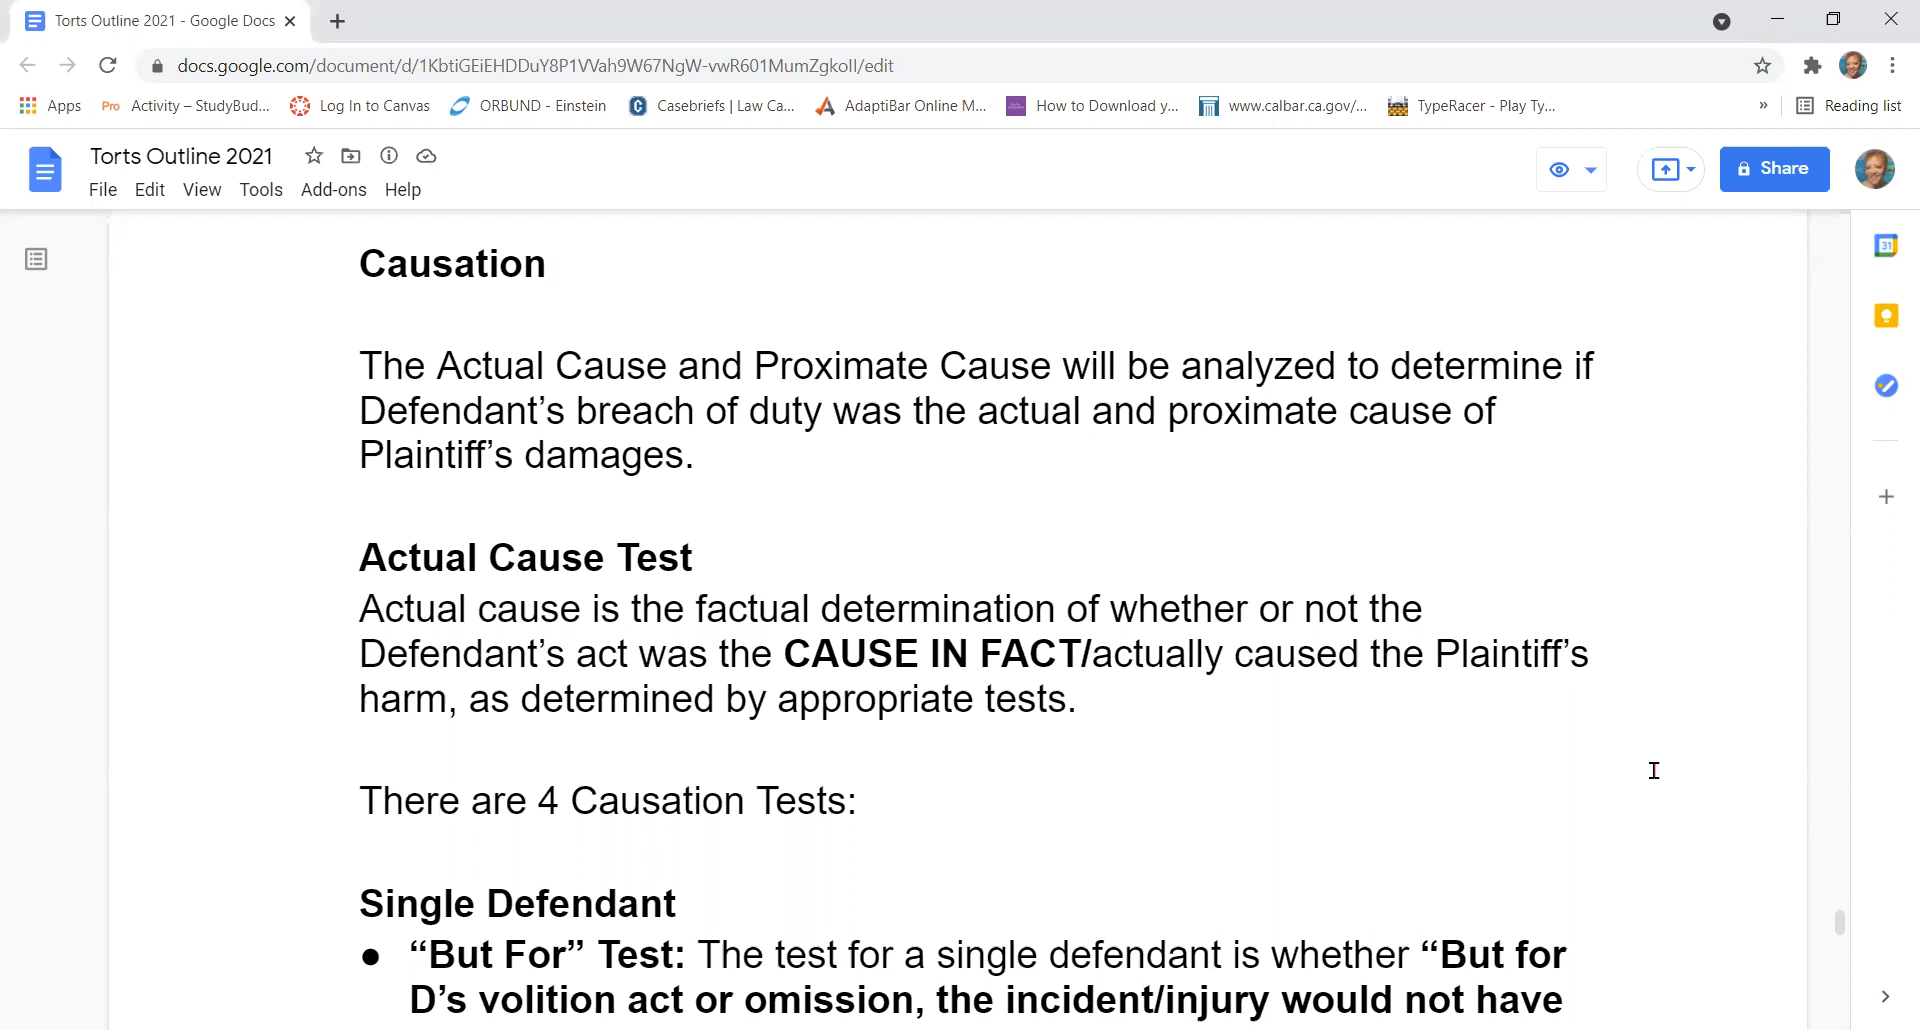 Torts Outline 2021 - Google Docs
docs.google.com/document/d/1KbtiGEiEHDDuY8P1VVah9W67NgW-vwR601MumZgkoII/edit
Apps Pro Activity – StudyBud... Log In to Canvas ORBUND - Einstein Casebriefs | Law Ca... AdaptiBar Online M... How to Download y... www.calbar.ca.gov/... TypeRacer - Play Ty... » Reading list
Torts Outline 2021
File Edit View Tools Add-ons Help
Share
31
Causation
The Actual Cause and Proximate Cause will be analyzed to determine if
Defendant’s breach of duty was the actual and proximate cause of
Plaintiff’s damages.
Actual Cause Test
Actual cause is the factual determination of whether or not the
Defendant’s act was the CAUSE IN FACT/actually caused the Plaintiff’s
harm, as determined by appropriate tests.
There are 4 Causation Tests:
Single Defendant
● “But For” Test: The test for a single defendant is whether “But for
D’s volition act or omission, the incident/injury would not have